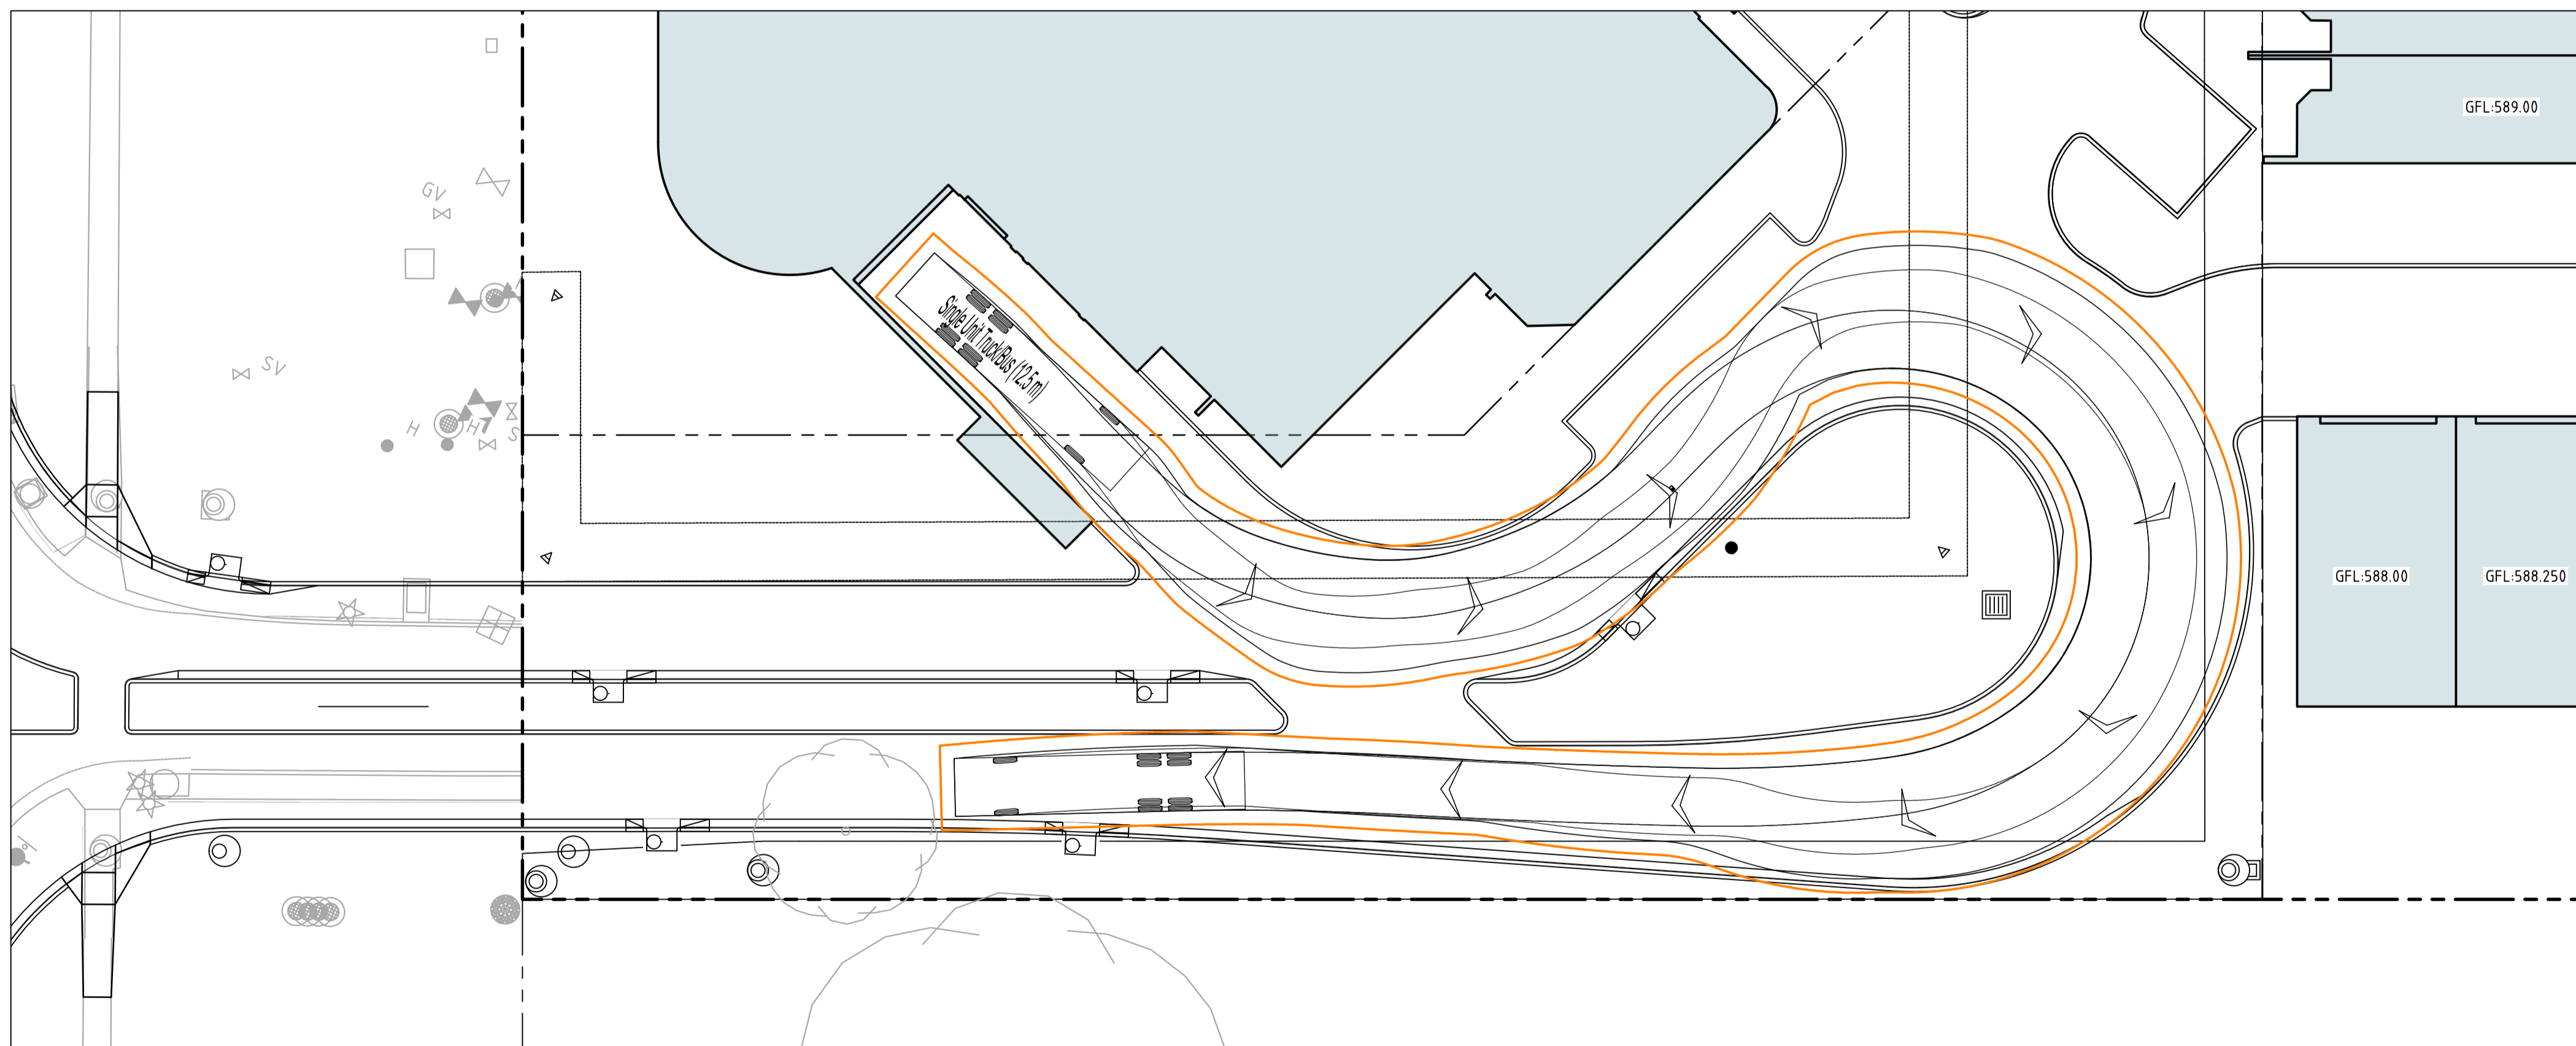 GFL:589.00
GV
SV
H
H
S
Single Unit Truck/Bus (12.5 m)
GFL:588.00
GFL:588.250